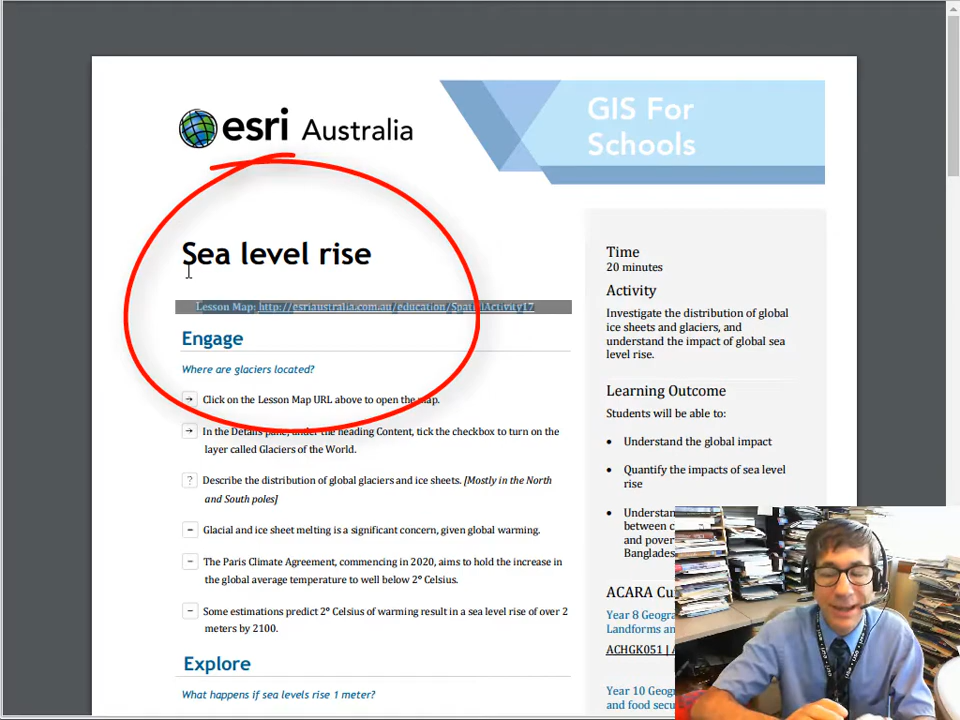 esri Australia
GIS For
Schools
Sea level rise
Lesson Map: http://esriaustralia.com.au/education/SpatialActivity17
Engage
Where are glaciers located?
Click on the Lesson Map URL above to open the map.
In the Details pane, under the heading Content, tick the checkbox to turn on the
layer called Glaciers of the World.
? Describe the distribution of global glaciers and ice sheets. [Mostly in the North
and South poles]
Glacial and ice sheet melting is a significant concern, given global warming.
The Paris Climate Agreement, commencing in 2020, aims to hold the increase in
the global average temperature to well below 2° Celsius.
Some estimations predict 2° Celsius of warming result in a sea level rise of over 2
meters by 2100.
Explore
What happens if sea levels rise 1 meter?
Time
20 minutes
Activity
Investigate the distribution of global
ice sheets and glaciers, and
understand the impact of global sea
level rise.
Learning Outcome
Students will be able to:
• Understand the global impact
• Quantify the impacts of sea level
rise
•
between
and
ACARA
Year 8
Landforms
ACHGK051 |
Year 10
and food